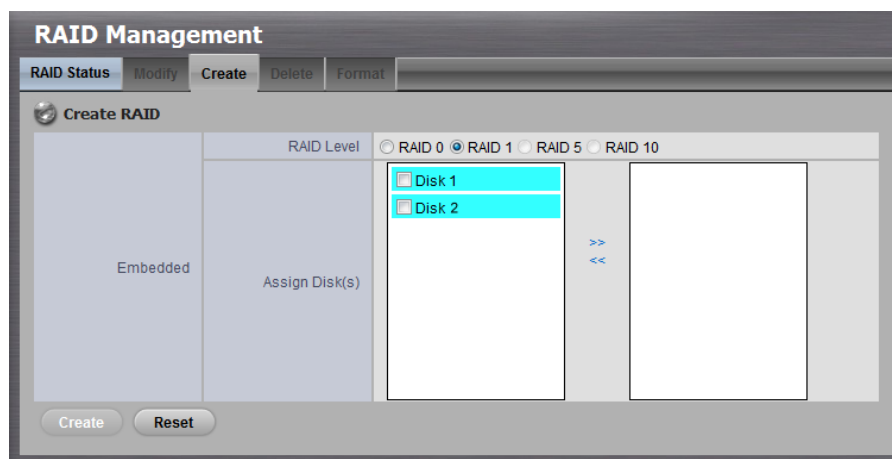 RAID Management
RAID Status Modify Create Delete Format
Create RAID
RAID Level RAID 0 RAID 1 RAID 5 RAID 10
Disk 1
Disk 2
>>
<<
Embedded Assign Disk(s)
Create Reset